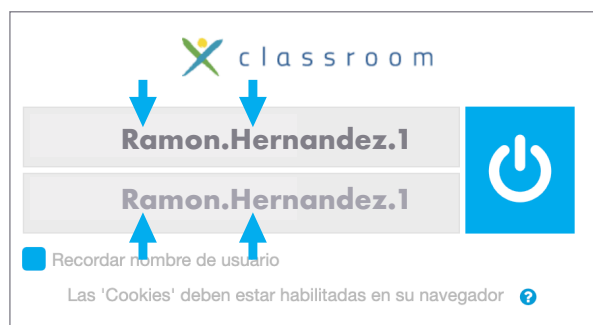 classroom
Ramon.Hernandez.1
Ramon.Hernandez.1
Recordar nombre de usuario
Las 'Cookies' deben estar habilitadas en su navegador ?